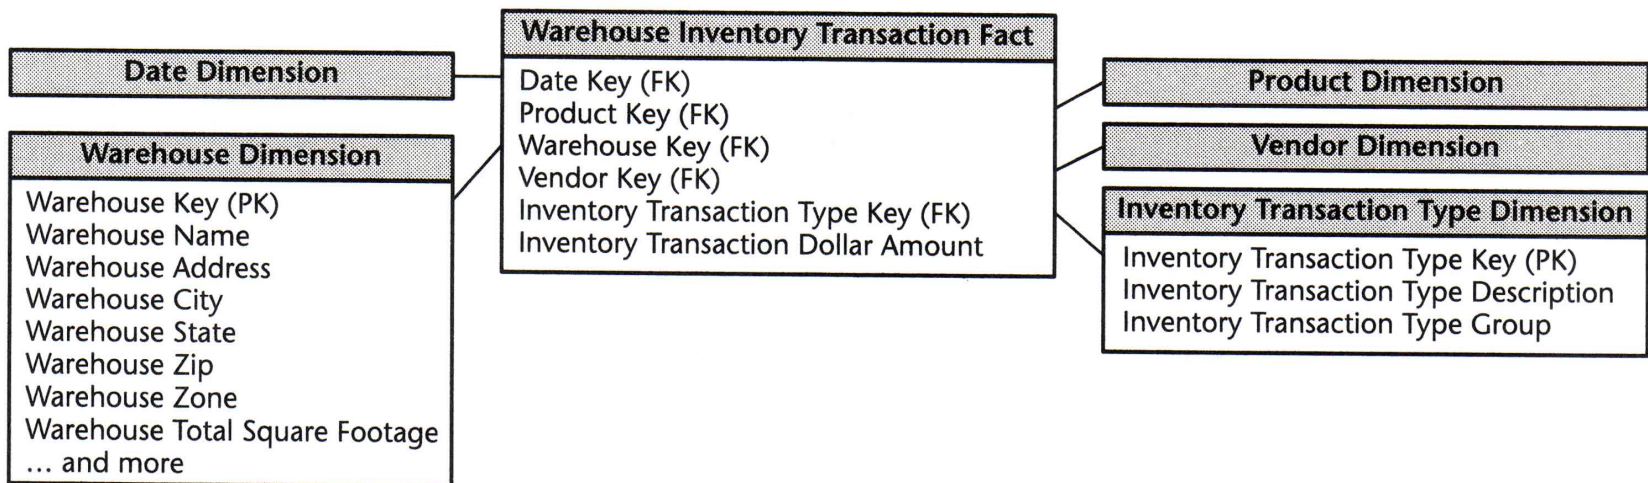 Date Dimension
Warehouse Dimension
Warehouse Key (PK)
Warehouse Name
Warehouse Address
Warehouse City
Warehouse State
Warehouse Zip
Warehouse Zone
Warehouse Total Square Footage
... and more
Warehouse Inventory Transaction Fact
Date Key (FK)
Product Key (FK)
Warehouse Key (FK)
Vendor Key (FK)
Inventory Transaction Type Key (FK)
Inventory Transaction Dollar Amount
Product Dimension
Vendor Dimension
Inventory Transaction Type Dimension
Inventory Transaction Type Key (PK)
Inventory Transaction Type Description
Inventory Transaction Type Group